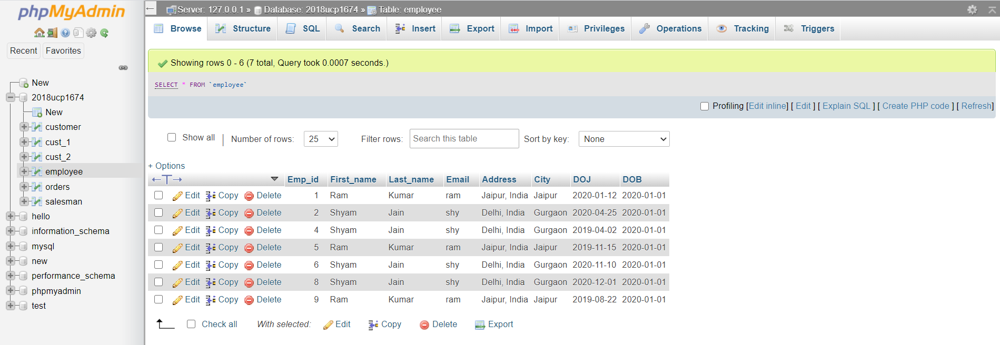 phpMyAdmin
Recent Favorites
New
2018ucp1674
New
customer
cust_1
cust_2
employee
orders
salesman
hello
information_schema
mysql
new
performance_schema
phpmyadmin
test
Server: 127.0.0.1 » Database: 2018ucp1674 » Table: employee
Browse Structure SQL Search Insert Export Import Privileges Operations Tracking Triggers
Showing rows 0 - 6 (7 total, Query took 0.0007 seconds.)
SELECT * FROM `employee`
Profiling [Edit inline] [ Edit ] [ Explain SQL ] [ Create PHP code ] [ Refresh]
Show all | Number of rows: 25 Filter rows: Search this table Sort by key: None
+ Options
←T→ Emp_id First_name Last_name Email Address City DOJ DOB
Edit Copy Delete 1 Ram Kumar ram Jaipur, India Jaipur 2020-01-12 2020-01-01
Edit Copy Delete 2 Shyam Jain shy Delhi, India Gurgaon 2020-04-25 2020-01-01
Edit Copy Delete 4 Shyam Jain shy Delhi, India Gurgaon 2019-04-02 2020-01-01
Edit Copy Delete 5 Ram Kumar ram Jaipur, India Jaipur 2019-11-15 2020-01-01
Edit Copy Delete 6 Shyam Jain shy Delhi, India Gurgaon 2020-11-10 2020-01-01
Edit Copy Delete 8 Shyam Jain shy Delhi, India Gurgaon 2020-12-01 2020-01-01
Edit Copy Delete 9 Ram Kumar ram Jaipur, India Jaipur 2019-08-22 2020-01-01
Check all With selected: Edit Copy Delete Export